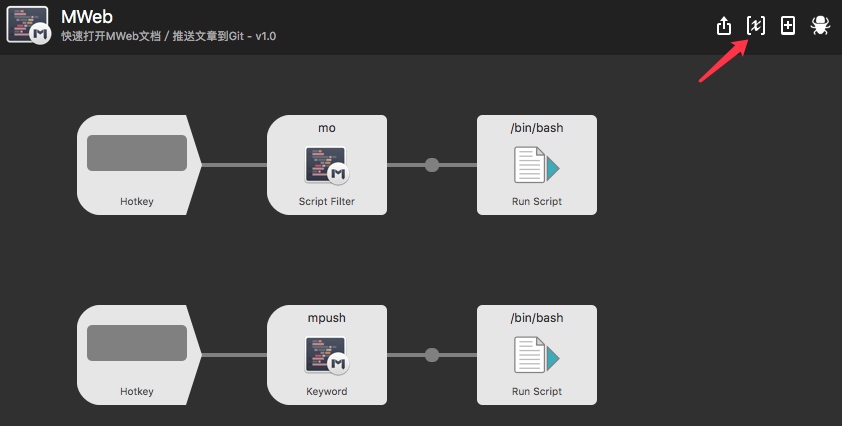 MWeb
快速打开MWeb文档 / 推送文章到Git - v1.0
mo
/bin/bash
Hotkey
Script Filter
Run Script
mpush
/bin/bash
Hotkey
Keyword
Run Script